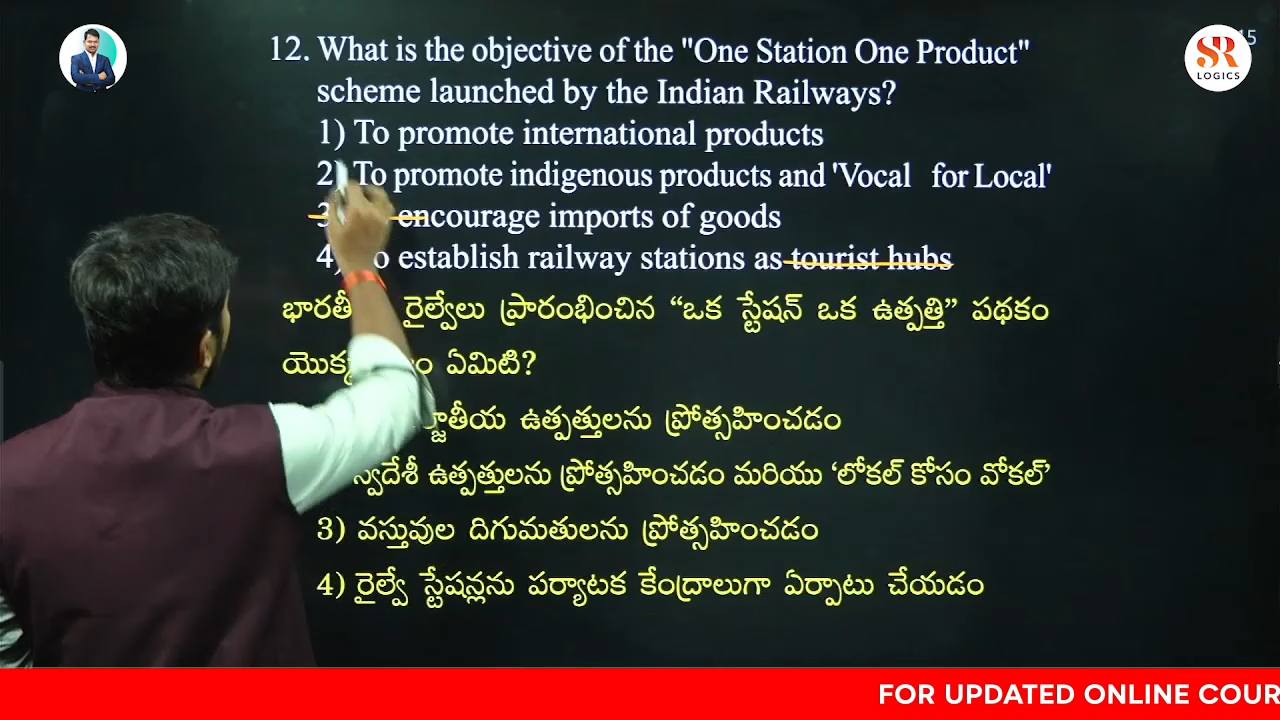 SR
LOGICS
15
12. What is the objective of the "One Station One Product"
scheme launched by the Indian Railways?
1) To promote international products
2) To promote indigenous products and 'Vocal for Local'
3 encourage imports of goods
4) To establish railway stations as tourist hubs
రైల్వేలు ప్రారంభించిన “ఒక స్టేషన్ ఒక ఉత్పత్తి” పథకం
ఏమిటి?
ఉత్పత్తులను ప్రోత్సహించడం
స్వదేశీ ఉత్పత్తులను ప్రోత్సహించడం మరియు ‘లోకల్ కోసం వోకల్’
3) వస్తువుల దిగుమతులను ప్రోత్సహించడం
4) రైల్వే స్టేషన్లను పర్యాటక కేంద్రాలుగా ఏర్పాటు చేయడం
FOR UPDATED ONLINE COUR